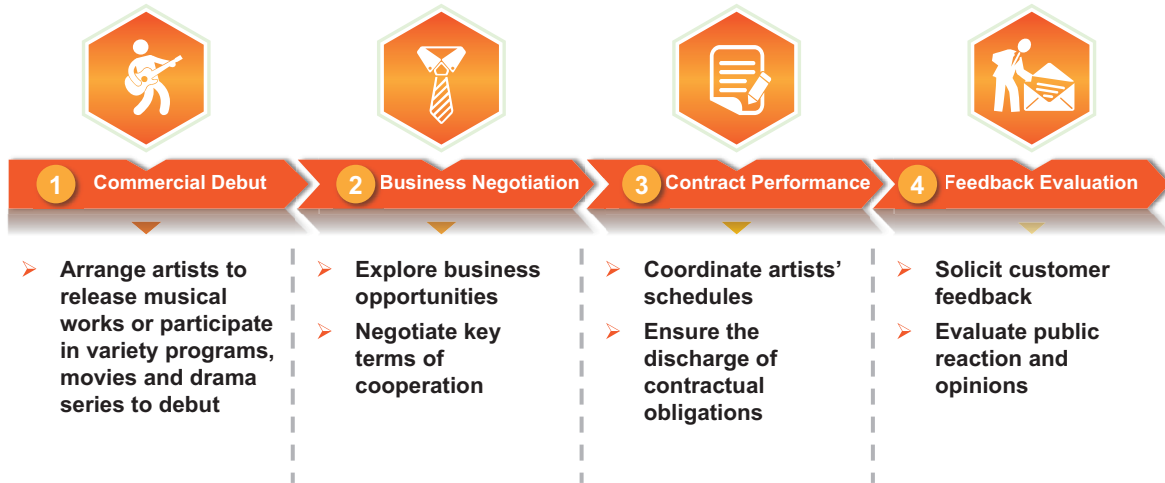 1 Commercial Debut
2 Business Negotiation
3 Contract Performance
4 Feedback Evaluation
Arrange artists to
release musical
works or participate
in variety programs,
movies and drama
series to debut
Explore business
opportunities
Negotiate key
terms of
cooperation
Coordinate artists’
schedules
Ensure the
discharge of
contractual
obligations
Solicit customer
feedback
Evaluate public
reaction and
opinions